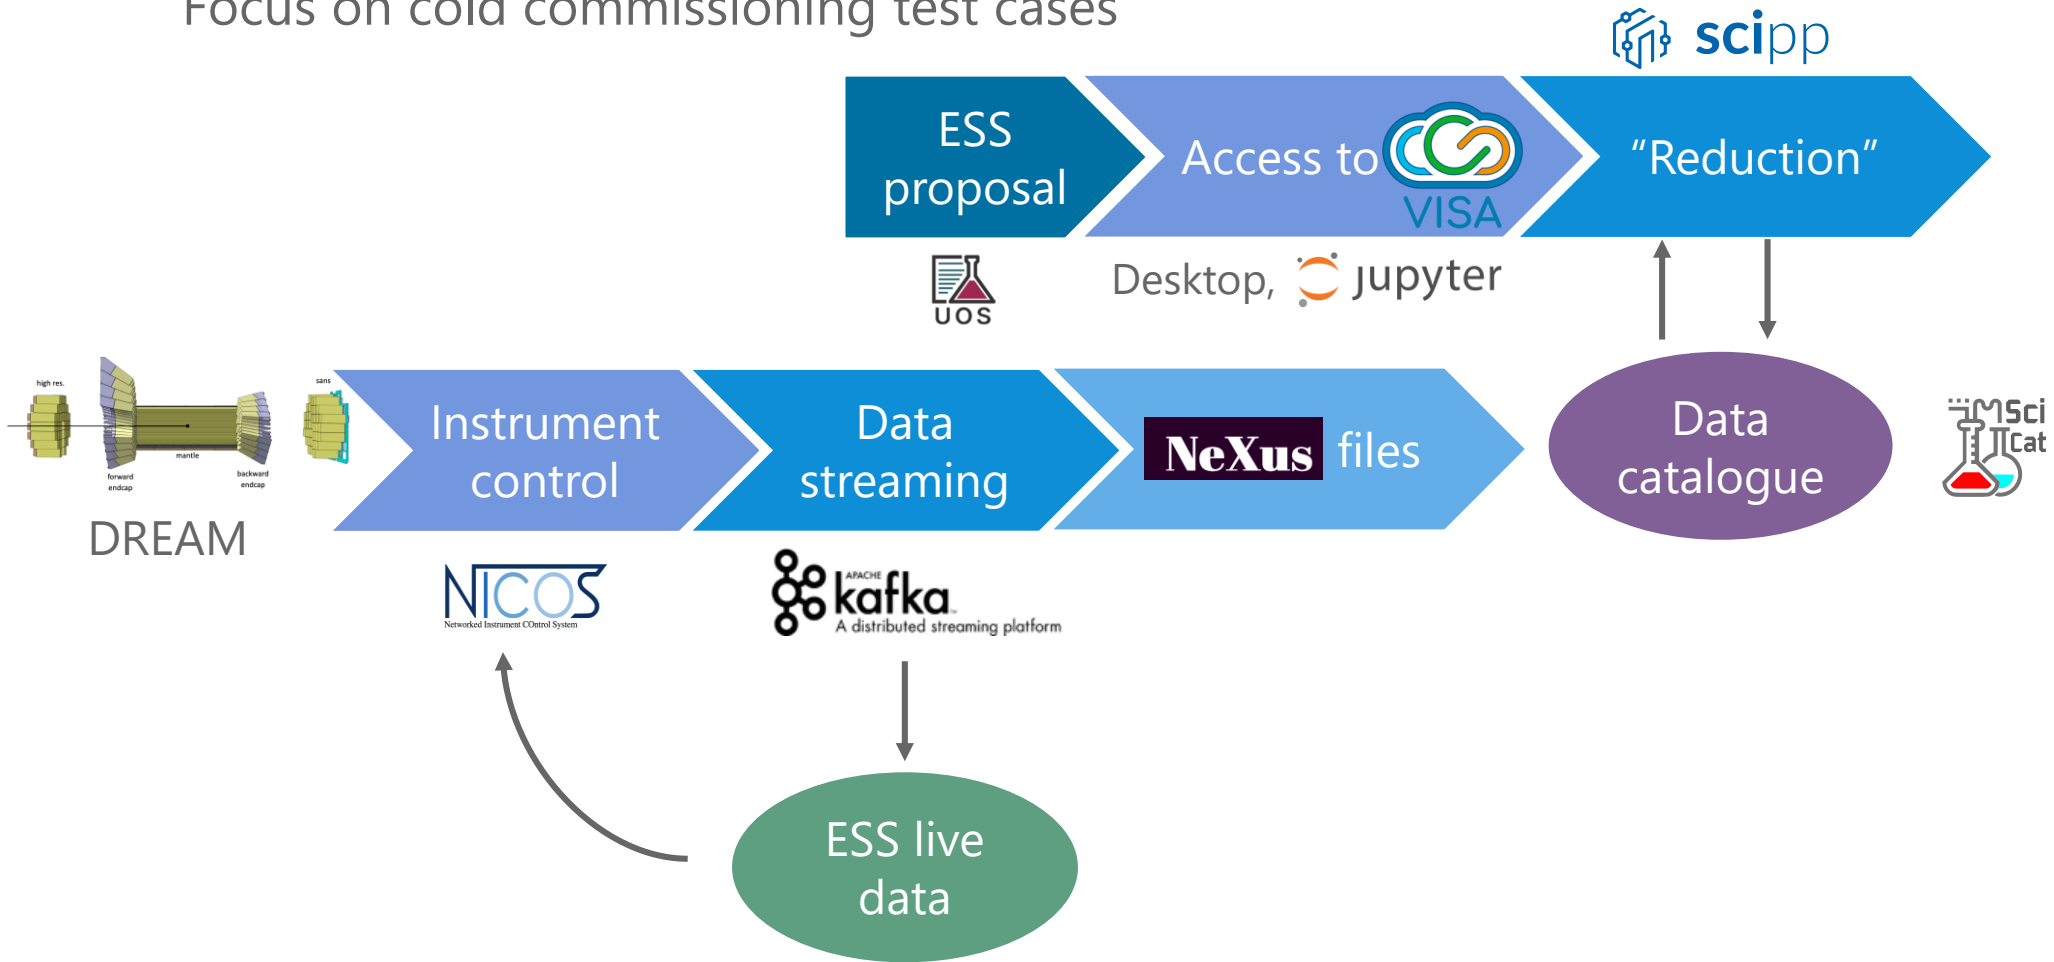 Focus on cold commissioning test cases
scipp
ESS
proposal
Access to
VISA
“Reduction”
UOS
Desktop,
jupyter
high res.
forward
endcap
mantle
backward
endcap
sans
DREAM
Instrument
control
Data
streaming
NeXus files
Data
catalogue
Sci
Cat
NICOS
Networked Instrument COntrol System
APACHE
kafka
A distributed streaming platform
ESS live
data